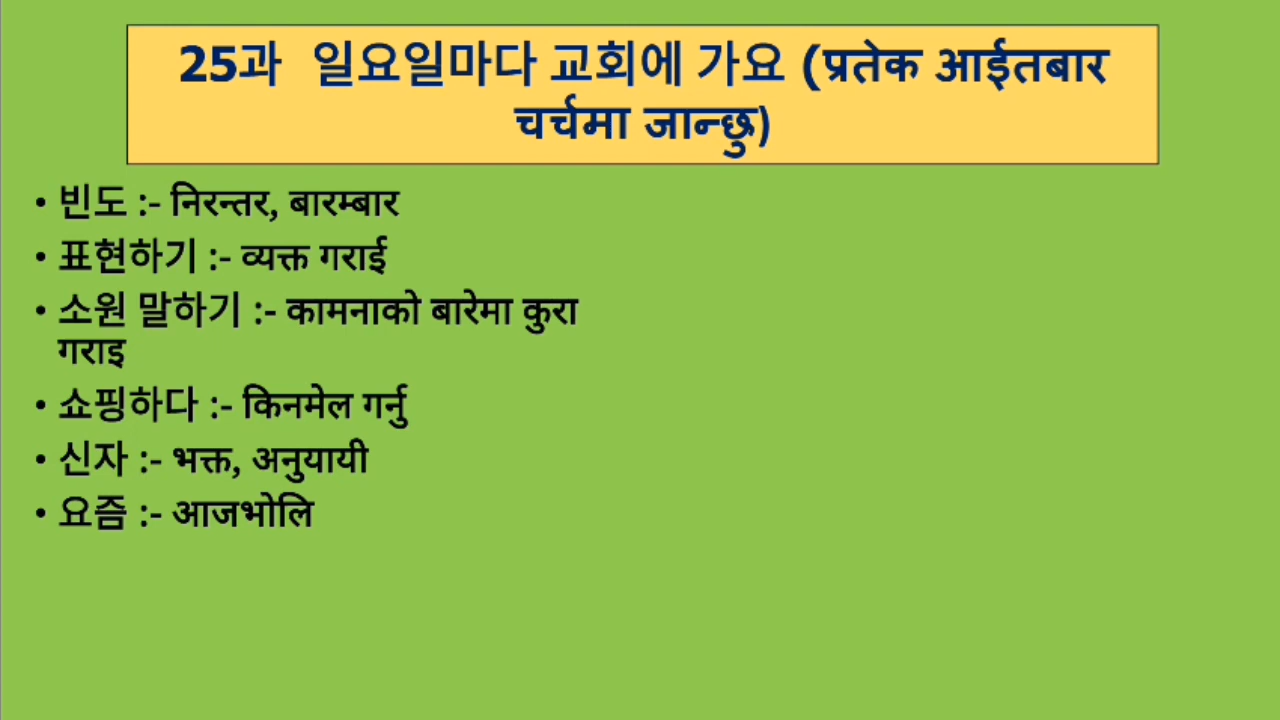 25과 일요일마다 교회에 가요 (प्रतेक आईतबार
चर्चमा जान्छु)
• 빈도 :- निरन्तर, बारम्बार
• 표현하기 :- व्यक्त गराई
• 소원 말하기 :- कामनाको बारेमा कुरा
गराइ
• 쇼핑하다 :- किनमेल गर्नु
• 신자 :- भक्त, अनुयायी
• 요즘 :- आजभोलि